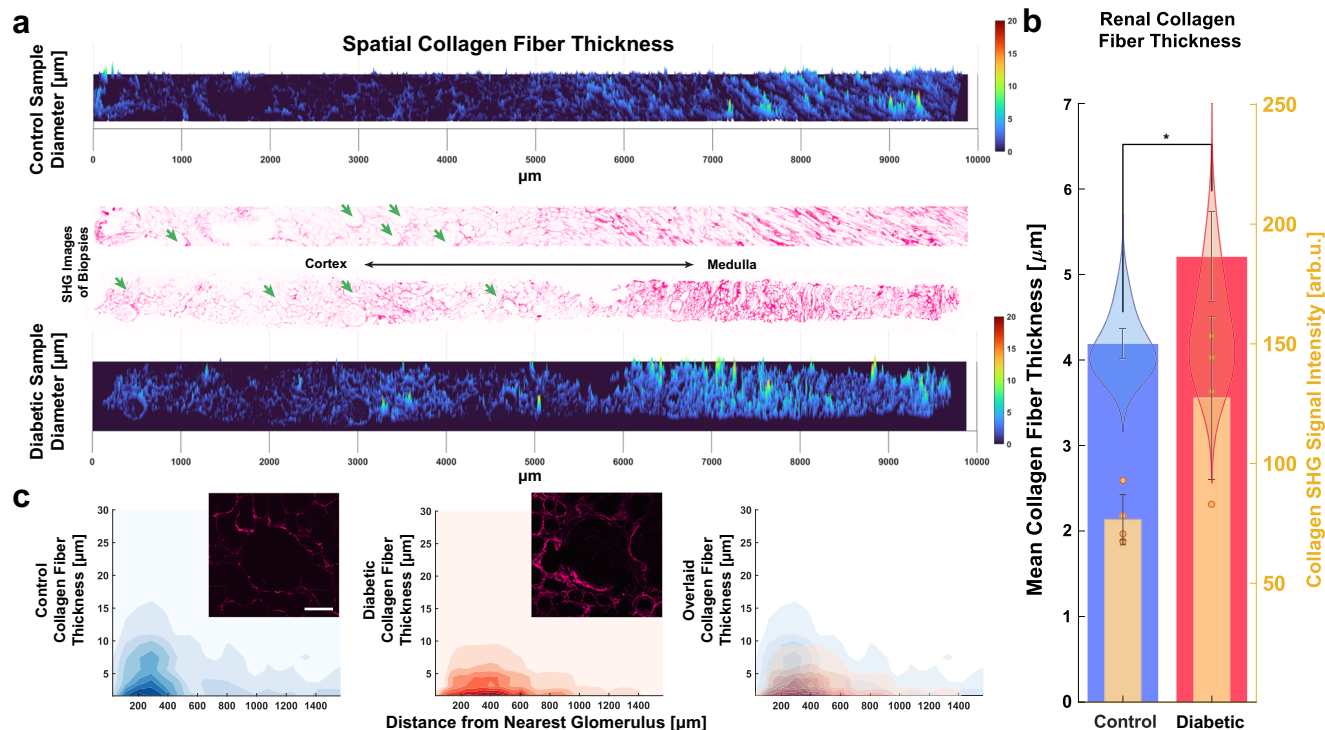 a
Spatial Collagen Fiber Thickness
Control Sample
Diameter [µm]
20
15
10
5
0
0 1000 2000 3000 4000 5000 6000 7000 8000 9000 10000
µm
SHG Images
of Biopsies
Cortex
Medulla
Diabetic Sample
Diameter [µm]
20
15
10
5
0
0 1000 2000 3000 4000 5000 6000 7000 8000 9000 10000
µm
b
Renal Collagen
Fiber Thickness
Mean Collagen Fiber Thickness [µm]
7
6
5
4
3
2
1
0
*
250
200
150
100
50
Collagen SHG Signal Intensity [arb.u.]
Control Diabetic
c
Control
Collagen Fiber
Thickness [µm]
30
25
20
15
10
5
200 400 600 800 1000 1200 1400
Diabetic
Collagen Fiber
Thickness [µm]
30
25
20
15
10
5
200 400 600 800 1000 1200 1400
Overlaid
Collagen Fiber
Thickness [µm]
30
25
20
15
10
5
200 400 600 800 1000 1200 1400
Distance from Nearest Glomerulus [µm]